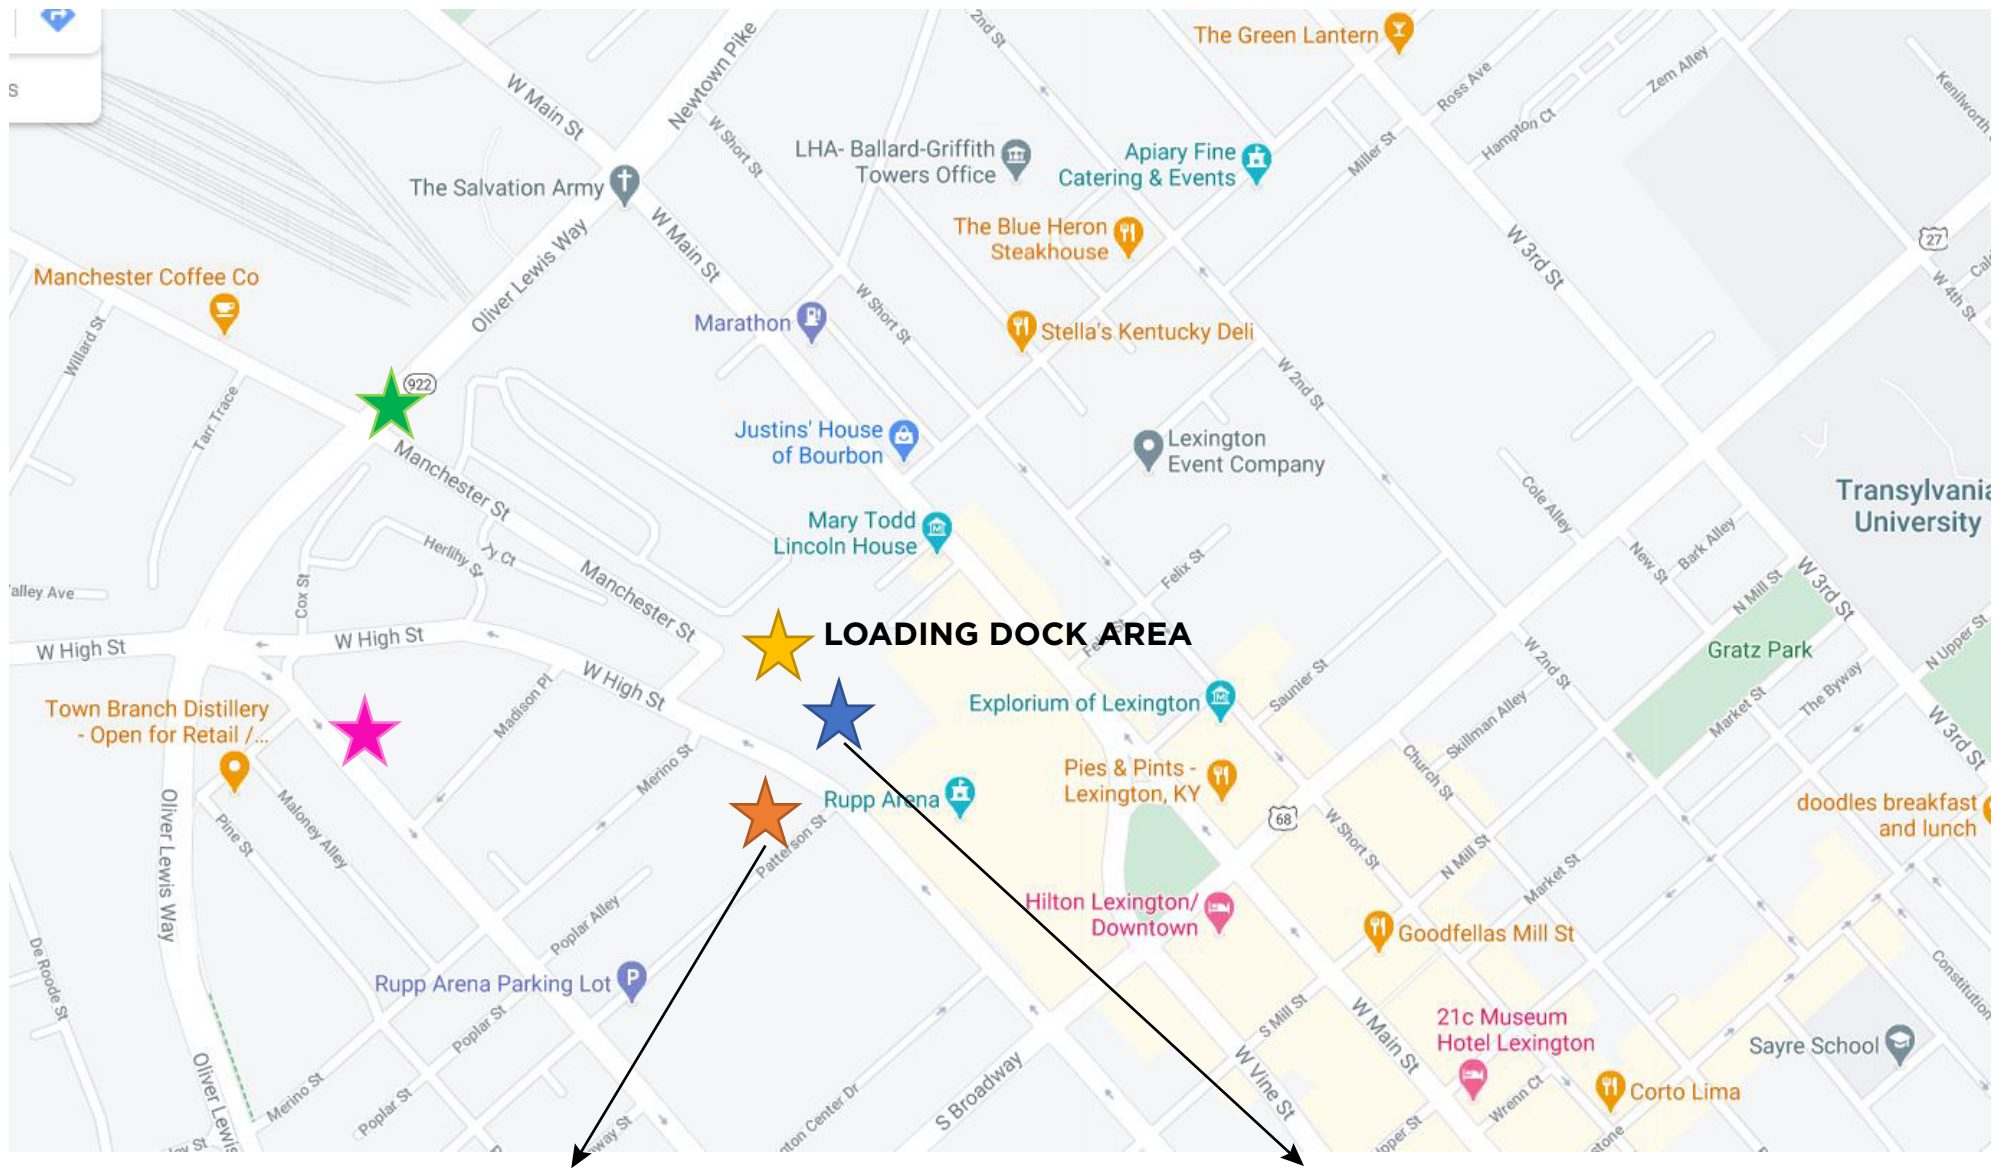 s
W Main St
Newtown Pike
2nd St
The Green Lantern
Ross Ave
Zem Alley
Kenilworth
Hampton Ct
Miller St
W Short St
LHA- Ballard-Griffith
Towers Office
Apiary Fine
Catering & Events
The Salvation Army
W Main St
Oliver Lewis Way
The Blue Heron
Steakhouse
W 3rd St
27
W 4th St
Manchester Coffee Co
W Short St
Marathon
Stella's Kentucky Deli
Willard St
922
Tarr Trace
W 2nd St
Justins' House
of Bourbon
Lexington
Event Company
Manchester St
Cole Alley
Transylvania
University
Mary Todd
Lincoln House
Herlihy St
Ty Ct
Manchester St
Felix St
New St
Bark Alley
W 3rd St
N Mill St
alley Ave
Cox St
W High St
W High St
LOADING DOCK AREA
W 2nd St
Gratz Park
N Upper St
W High St
Saunier St
The Byway
Market St
Madison Pl
Town Branch Distillery
- Open for Retail /...
Explorium of Lexington
Skillman Alley
W 3rd St
Church St
Merino St
Pies & Pints -
Lexington, KY
Rupp Arena
68
doodles breakfast
and lunch
Oliver Lewis Way
Maloney Alley
Pine St
Patterson St
W Short St
N Mill St
Market St
Hilton Lexington/
Downtown
Goodfellas Mill St
Poplar Alley
De Roode St
Rupp Arena Parking Lot
Constitution
S Mill St
W Main St
21c Museum
Hotel Lexington
Sayre School
Poplar St
Oliver Lewis
Merino St
Poplar St
S Broadway
W Vine St
Wrenn Ct
Corto Lima